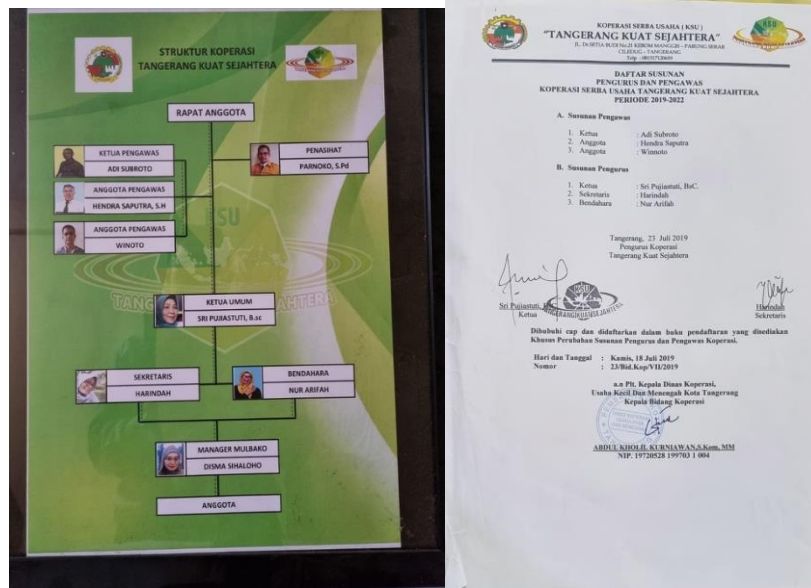 STRUKTUR KOPERASI
TANGERANG KUAT SEJAHTERA
RAPAT ANGGOTA
KETUA PENGAWAS
ADI SUBROTO
PENASIHAT
PARNOKO, S.Pd
ANGGOTA PENGAWAS
HENDRA SAPUTRA, S.H
ANGGOTA PENGAWAS
WINOTO
KSU
KETUA UMUM
SRI PUJIASTUTI, B.sc
SEKRETARIS
HARINDAH
BENDAHARA
NUR ARIFAH
MANAGER MULBAKO
DISMA SIHALOHO
ANGGOTA
KOPERASI SERBA USAHA ( KSU )
"TANGERANG KUAT SEJAHTERA"
CILEDUG - TANGERANG
DAFTAR SUSUNAN
PENGURUS DAN PENGAWAS
KOPERASI SERBA USAHA TANGERANG KUAT SEJAHTERA
PERIODE 2019-2022
A. Susunan Pengawas
1. Ketua : Adi Subroto
2. Anggota : Hendra Saputra
3. Anggota : Winnoto
B. Susunan Pengurus
1. Ketua : Sri Pujiastuti, BsC.
2. Sekretaris : Harindah
3. Bendahara : Nur Arifah
Tangerang, 23 Juli 2019
Pengurus Koperasi
Tangerang Kuat Sejahtera
KSU
Sri Pujiastuti, Harindah
Ketua Sekretaris
Dibubuhi cap dan didaftarkan dalam buku pendaftaran yang disediakan
Khusus Perubahan Susunan Pengurus dan Pengawas Koperasi.
Hari dan Tanggal : Kamis, 18 Juli 2019
Nomor : 23/Bid.Kop/VII/2019
a.n Plt. Kepala Dinas Koperasi,
Usaha Kecil Dan Menengah Kota Tangerang
Kepala Bidang Koperasi
ABDUL KHOLIL KURNIAWAN,S.Kom, MM
NIP. 19720528 199703 1 004